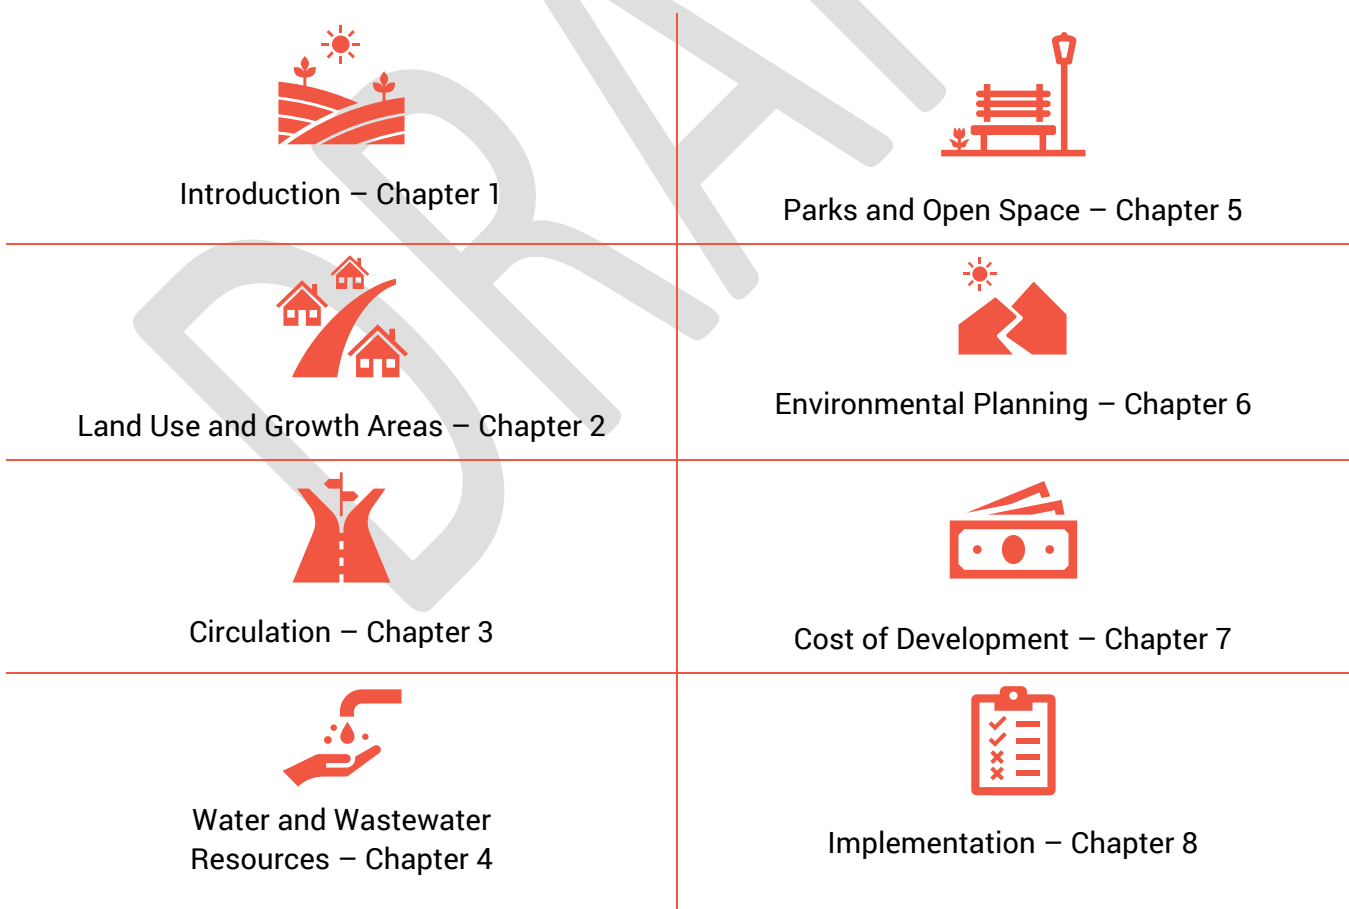 Introduction – Chapter 1
Parks and Open Space – Chapter 5
Land Use and Growth Areas – Chapter 2
Environmental Planning – Chapter 6
Circulation – Chapter 3
Cost of Development – Chapter 7
Water and Wastewater
Resources – Chapter 4
Implementation – Chapter 8